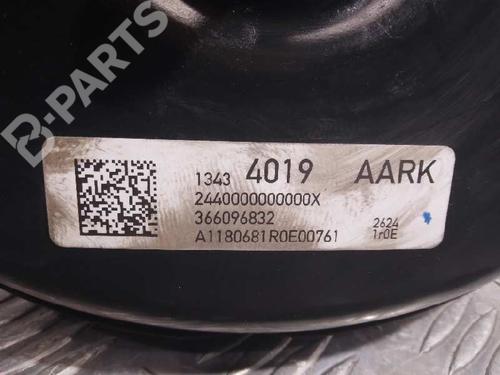 B-PARTS
1343 4019 AARK
2440000000000X
366096832
A1180681R0E00761
2624
1r0E